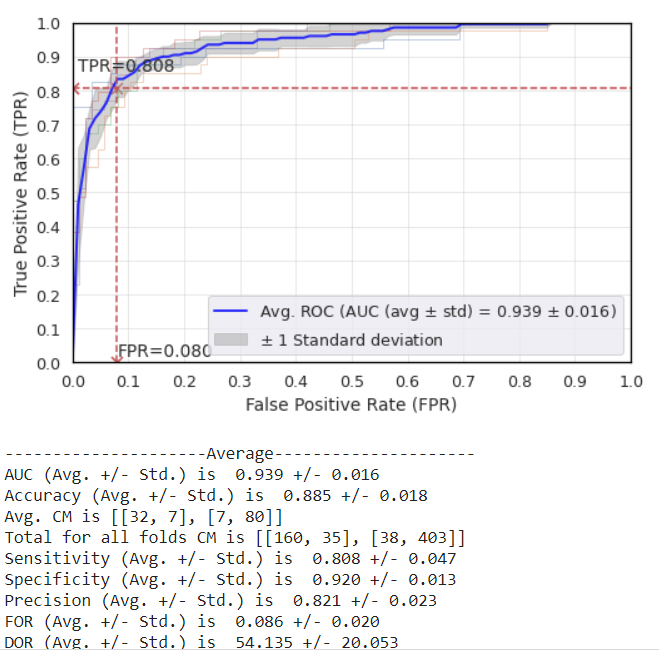 1.0
0.9
TPR=0.808
0.8
0.7
0.6
0.5
0.4
0.3
0.2
0.1
0.0
True Positive Rate (TPR)
Avg. ROC (AUC (avg ± std) = 0.939 ± 0.016)
± 1 Standard deviation
FPR=0.080
0.0 0.1 0.2 0.3 0.4 0.5 0.6 0.7 0.8 0.9 1.0
False Positive Rate (FPR)
---------------------Average---------------------
AUC (Avg. +/- Std.) is 0.939 +/- 0.016
Accuracy (Avg. +/- Std.) is 0.885 +/- 0.018
Avg. CM is [[32, 7], [7, 80]]
Total for all folds CM is [[160, 35], [38, 403]]
Sensitivity (Avg. +/- Std.) is 0.808 +/- 0.047
Specificity (Avg. +/- Std.) is 0.920 +/- 0.013
Precision (Avg. +/- Std.) is 0.821 +/- 0.023
FOR (Avg. +/- Std.) is 0.086 +/- 0.020
DOR (Avg. +/- Std.) is 54.135 +/- 20.053